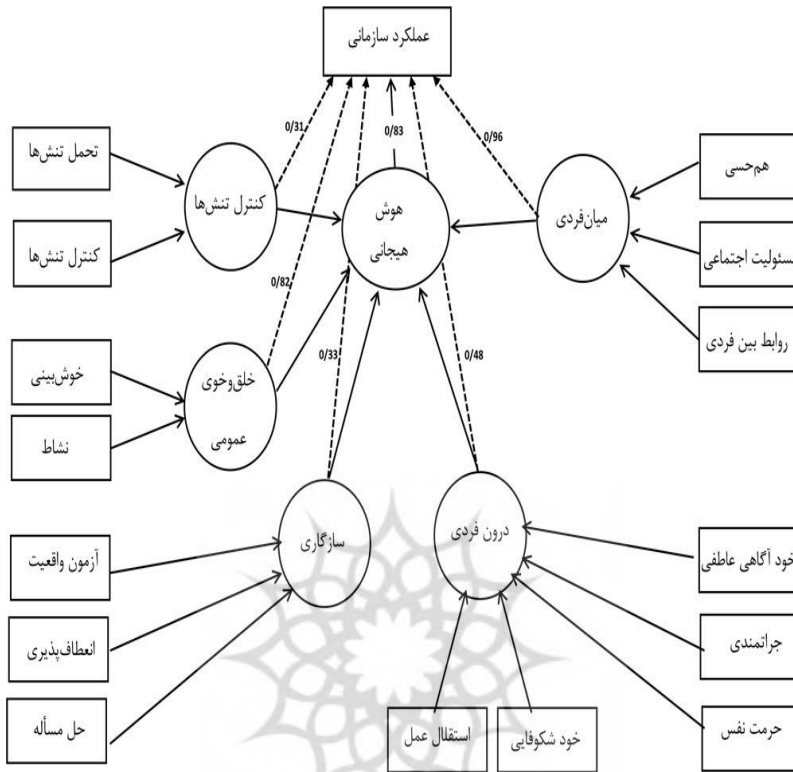 عملکرد سازمانی
0/31
0/83
0/96
تحمل تنش‌ها
کنترل تنش‌ها
هوش
هیجانی
میان‌فردی
هم‌حسی
کنترل تنش‌ها
مسئولیت اجتماعی
0/82
روابط بین فردی
0/33
0/48
خوش‌بینی
خلق‌وخوی
عمومی
نشاط
آزمون واقعیت
سازگاری
درون فردی
خود آگاهی عاطفی
انعطاف‌پذیری
جراتمندی
حل مسأله
استقلال عمل
خود شکوفایی
حرمت نفس